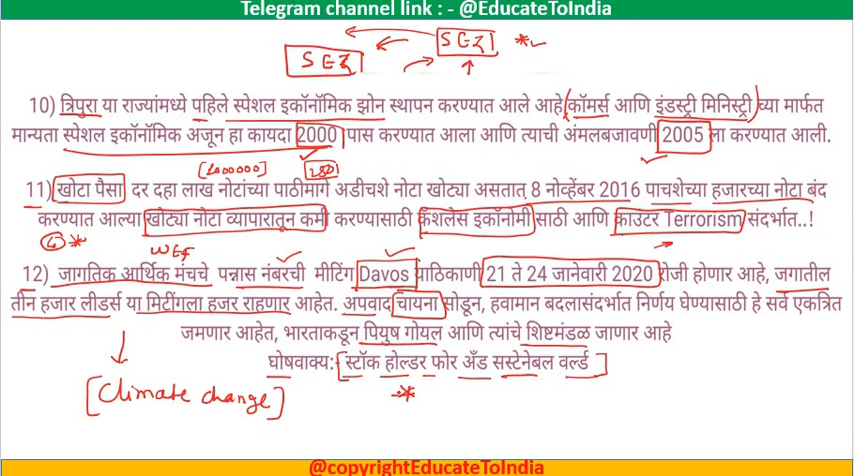 Telegram channel link : - @EducateToIndia
SEZ
SEZ
10) त्रिपुरा या राज्यांमध्ये पहिले स्पेशल इकॉनॉमिक झोन स्थापन करण्यात आले आहे,कॉमर्स आणि इंडस्ट्री मिनिस्ट्री च्या मार्फत
मान्यता स्पेशल इकॉनॉमिक अजून हा कायदा 2000 पास करण्यात आला आणि त्याची अंमलबजावणी 2005 ला करण्यात आली.
[1000000] 250
11) खोटा पैसा दर दहा लाख नोटांच्या पाठीमागे अडीचशे नोटा खोट्या असतात् 8 नोव्हेंबर 2016 पाचशेच्या हजारच्या नोटा बंद
करण्यात आल्या खोट्या नोटा व्यापारातून कमी करण्यासाठी कॅशलेस इकॉनोमी साठी आणि काउंटर Terrorism संदर्भात..!
WEF
12) जागतिक आर्थिक मंचचे पन्नास नंबरची मीटिंग Davos याठिकाणी 21 ते 24 जानेवारी 2020 रोजी होणार आहे, जगातील
तीन हजार लीडर्स या मिटींगला हजर राहणार आहेत. अपवाद चायना सोडून, हवामान बदलासंदर्भात निर्णय घेण्यासाठी हे सर्व एकत्रित
जमणार आहेत, भारताकडून पियुष गोयल आणि त्यांचे शिष्टमंडळ जाणार आहे
घोषवाक्य:- स्टॉक होल्डर फोर अँड सस्टेनेबल वर्ल्ड
[Climate change]
@copyrightEducateToIndia